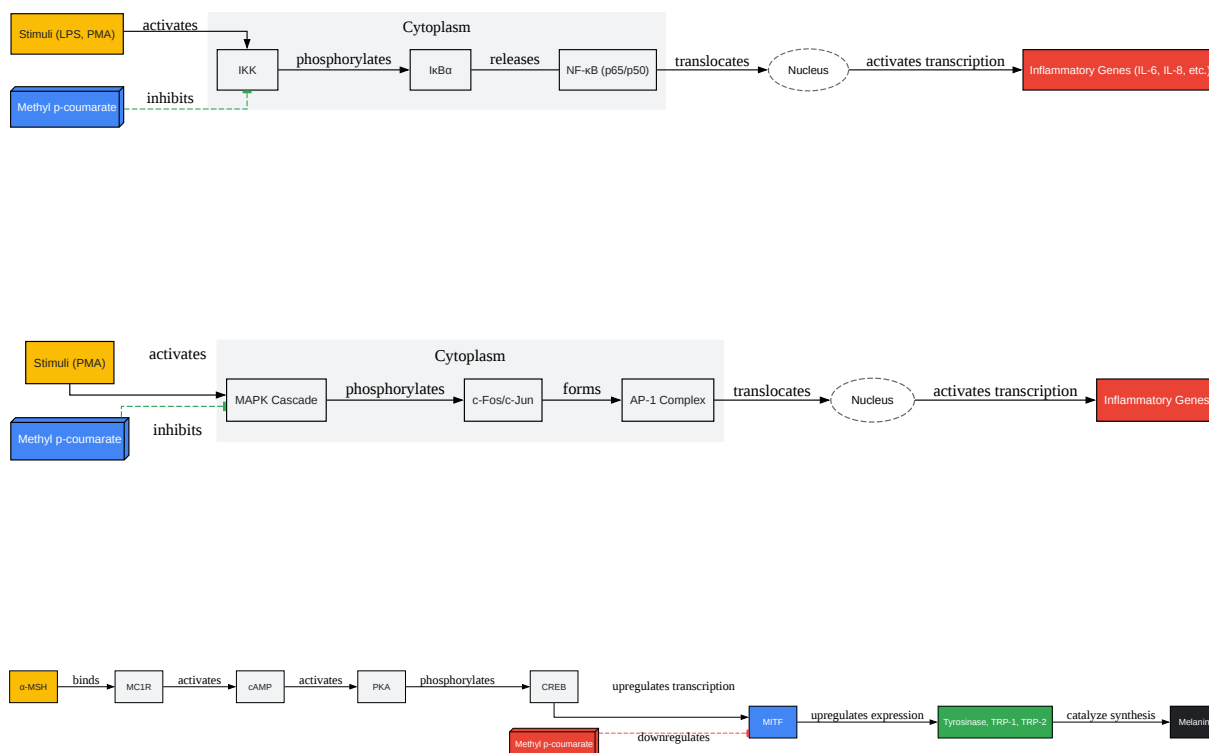 Stimuli (LPS, PMA)
activates
Cytoplasm
IKK
phosphorylates
IκBα
releases
NF-κB (p65/p50)
translocates
Nucleus
activates transcription
Inflammatory Genes (IL-6, IL-8, etc.)
Methyl p-coumarate
inhibits
Stimuli (PMA)
activates
Cytoplasm
MAPK Cascade
phosphorylates
c-Fos/c-Jun
forms
AP-1 Complex
translocates
Nucleus
activates transcription
Inflammatory Genes
Methyl p-coumarate
inhibits
α-MSH
binds
MC1R
activates
cAMP
activates
PKA
phosphorylates
CREB
upregulates transcription
MITF
upregulates expression
Tyrosinase, TRP-1, TRP-2
catalyze synthesis
Melanin
Methyl p-coumarate
downregulates